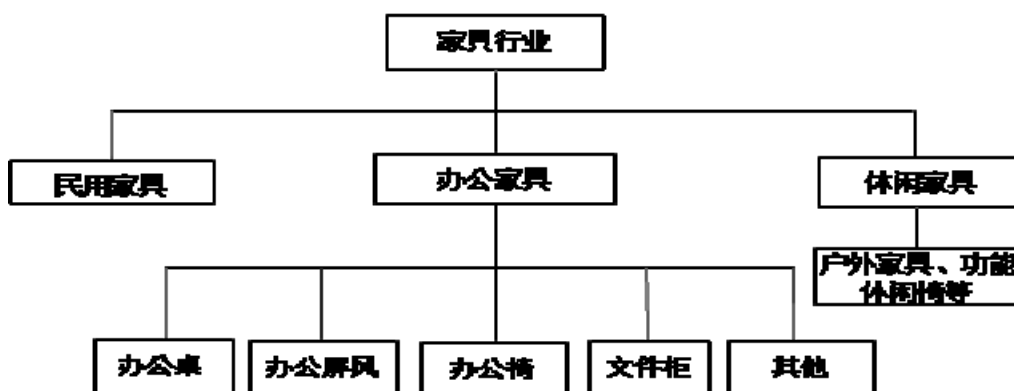 家具行业
民用家具
办公家具
休闲家具
户外家具、功能
休闲椅等
办公桌
办公屏风
办公椅
文件柜
其他